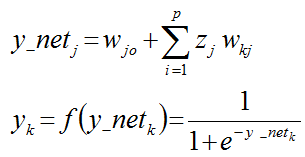 y_net_j = w_jo + ∑_{i=1}^{p} z_j w_kj
y_k = f(y_net_k) = 1/(1+e^{-y_net_k})